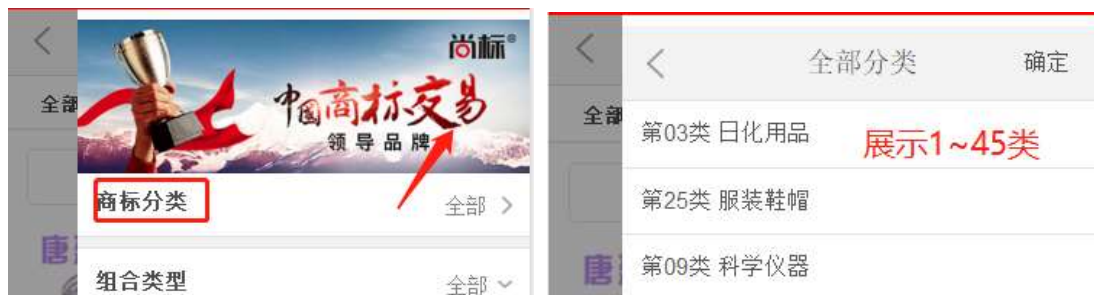 尚标®
中国商标交易
领导品牌
全部
商标分类
全部
唐
组合类型
全部
全部分类
确定
全部
第03类 日化用品
展示1~45类
第25类 服装鞋帽
唐
第09类 科学仪器